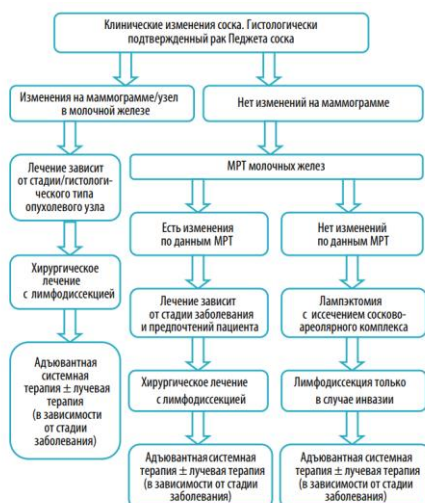 Клинические изменения соска. Гистологически
подтвержденный рак Педжета соска
Изменения на маммограмме/узел
в молочной железе
Нет изменений на маммограмме
Лечение зависит
от стадии/гистологи-
ческого типа
опухолевого узла
МРТ молочных желез
Есть изменения
по данным МРТ
Нет изменений
по данным МРТ
Хирургическое
лечение
с лимфодиссекцией
Лечение зависит
от стадии заболевания
и предпочтений пациента
Лампэктомия
с иссечением сосково-
ареолярного комплекса
Адъювантная
системная
терапия ± лучевая
терапия
(в зависимости
от стадии
заболевания)
Хирургическое лечение
с лимфодиссекцией
Лимфодиссекция только
в случае инвазии
Адъювантная системная
терапия ± лучевая терапия
(в зависимости от стадии
заболевания)
Адъювантная системная
терапия ± лучевая терапия
(в зависимости от стадии
заболевания)